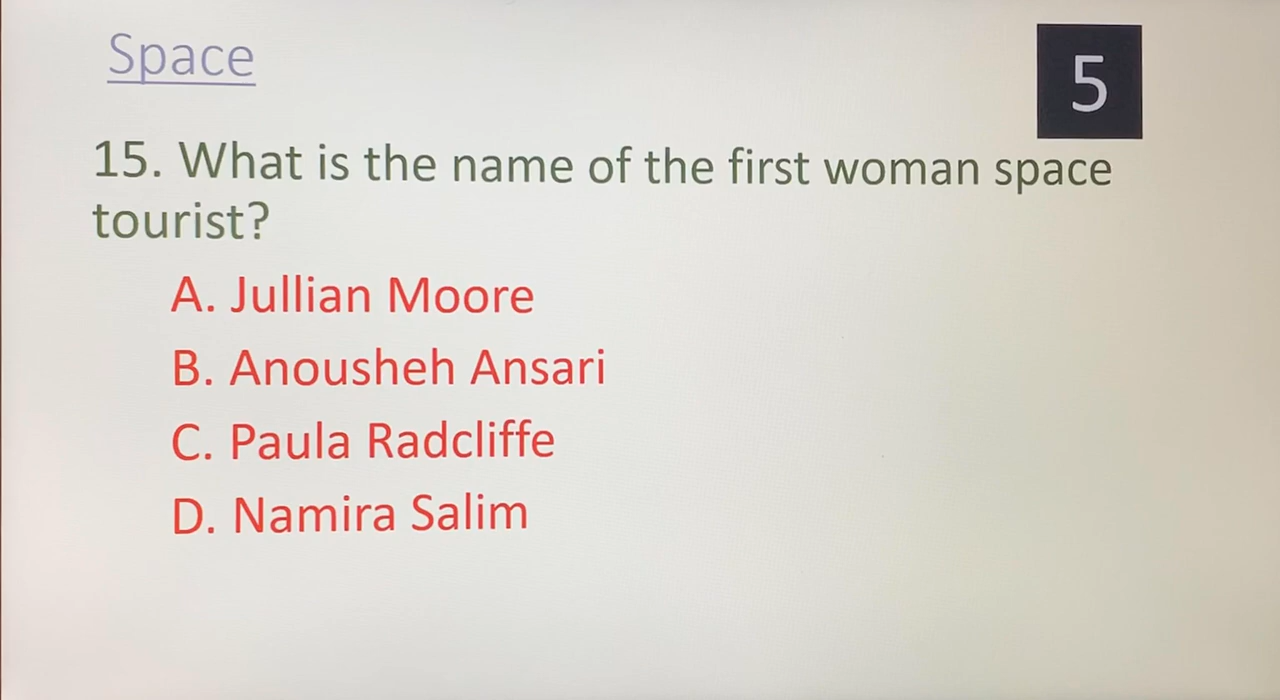 Space
5
15. What is the name of the first woman space
tourist?
A. Jullian Moore
B. Anousheh Ansari
C. Paula Radcliffe
D. Namira Salim